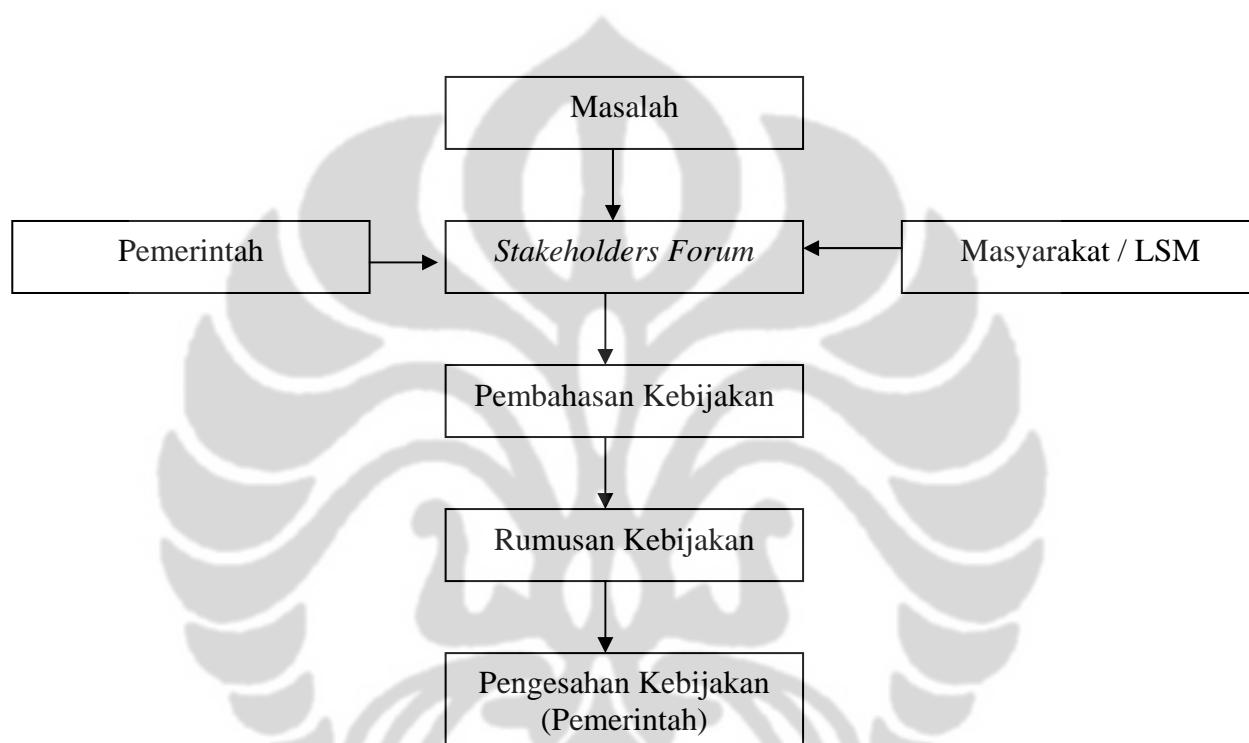 Masalah
Pemerintah
Stakeholders Forum
Masyarakat / LSM
Pembahasan Kebijakan
Rumusan Kebijakan
Pengesahan Kebijakan
(Pemerintah)